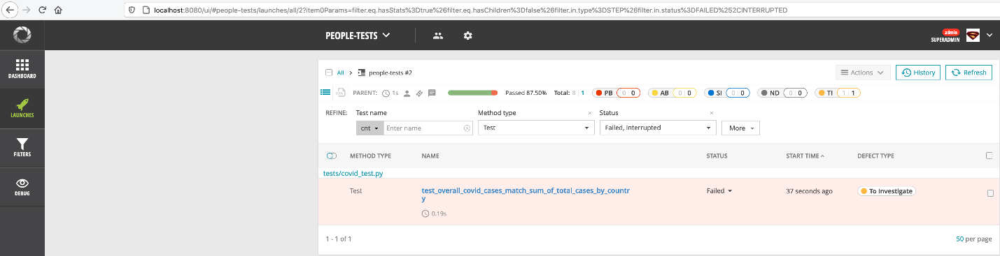 localhost:8080/ui/#people-tests/launches/all/2?item0Params=filter.eq.hasStats%3Dtrue%26filter.eq.hasChildren%3Dfalse%26filter.in.type%3DSTEP%26filter.in.status%3DFAILED%252CINTERRUPTED
PEOPLE-TESTS
admin
SUPERADMIN
DASHBOARD
LAUNCHES
FILTERS
DEBUG
All > people-tests #2
Actions History Refresh
PARENT: 1s Passed 87.50% Total: 8 | 1 PB 0 0 AB 0 0 SI 0 0 ND 0 0 TI 1 1
REFINE: Test name Method type × Status ×
cnt Enter name Test Failed, Interrupted More
METHOD TYPE NAME STATUS START TIME DEFECT TYPE
tests/covid_test.py
Test test_overall_covid_cases_match_sum_of_total_cases_by_countr Failed 37 seconds ago To Investigate
y
0.19s
1 - 1 of 1 50 per page